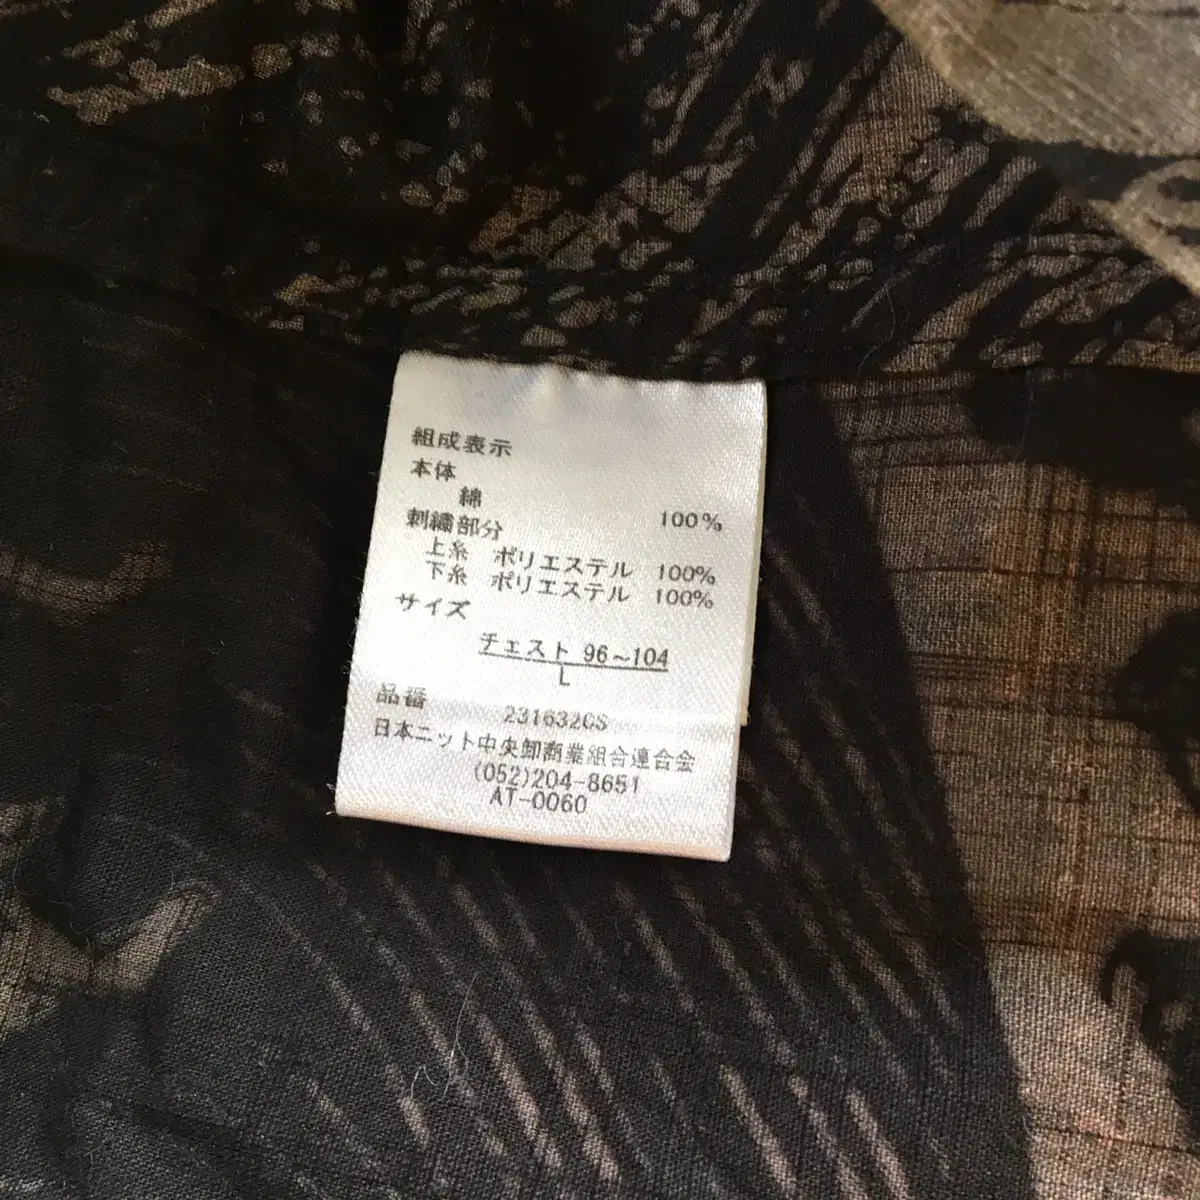 組成表示
本体
綿 100%
刺繍部分
上糸 ポリエステル 100%
下糸 ポリエステル 100%
サイズ
チェスト 96~104
L
品番 231632CS
日本ニット中央卸商業組合連合会
(052)204-8651
AT-0060